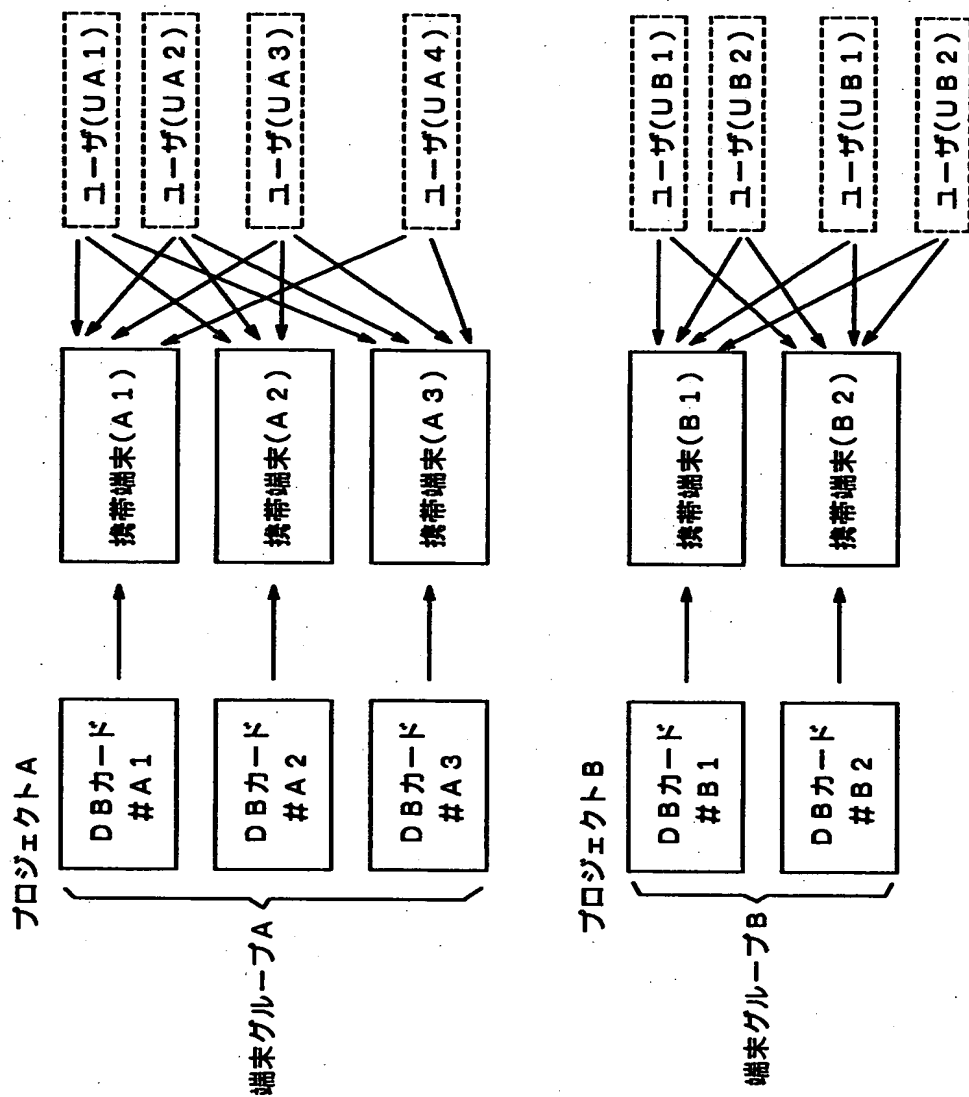 プロジェクトA
端末グループA
DBカード
#A1
DBカード
#A2
DBカード
#A3
携帯端末(A1)
携帯端末(A2)
携帯端末(A3)
ユーザ(UA1)
ユーザ(UA2)
ユーザ(UA3)
ユーザ(UA4)
プロジェクトB
端末グループB
DBカード
#B1
DBカード
#B2
携帯端末(B1)
携帯端末(B2)
ユーザ(UB1)
ユーザ(UB2)
ユーザ(UB1)
ユーザ(UB2)